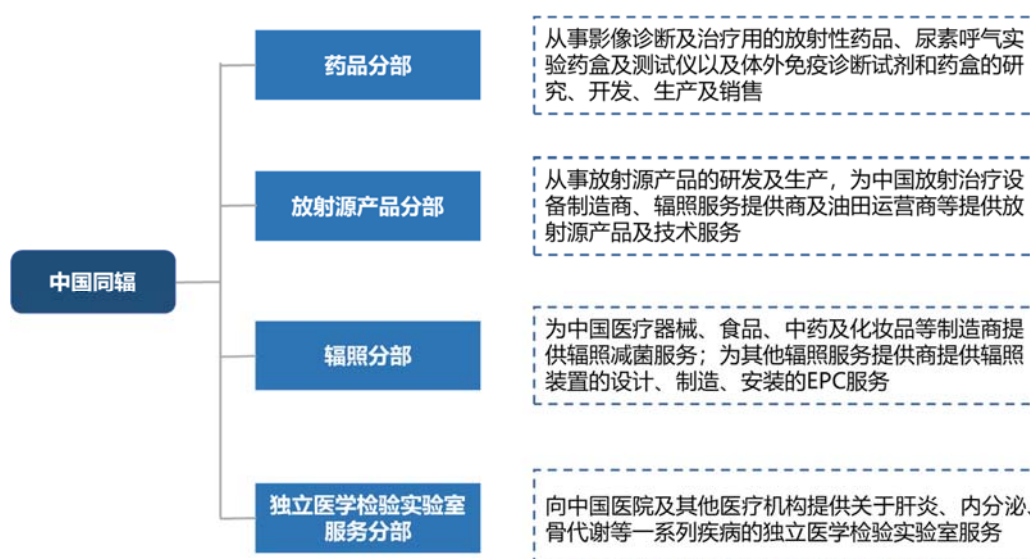 药品分部
从事影像诊断及治疗用的放射性药品、尿素呼气实
验药盒及测试仪以及体外免疫诊断试剂和药盒的研
究、开发、生产及销售
放射源产品分部
从事放射源产品的研发及生产，为中国放射治疗设
备制造商、辐照服务提供商及油田运营商等提供放
射源产品及技术服务
中国同辐
辐照分部
为中国医疗器械、食品、中药及化妆品等制造商提
供辐照减菌服务；为其他辐照服务提供商提供辐照
装置的设计、制造、安装的EPC服务
独立医学检验实验室
服务分部
向中国医院及其他医疗机构提供关于肝炎、内分泌、
骨代谢等一系列疾病的独立医学检验实验室服务